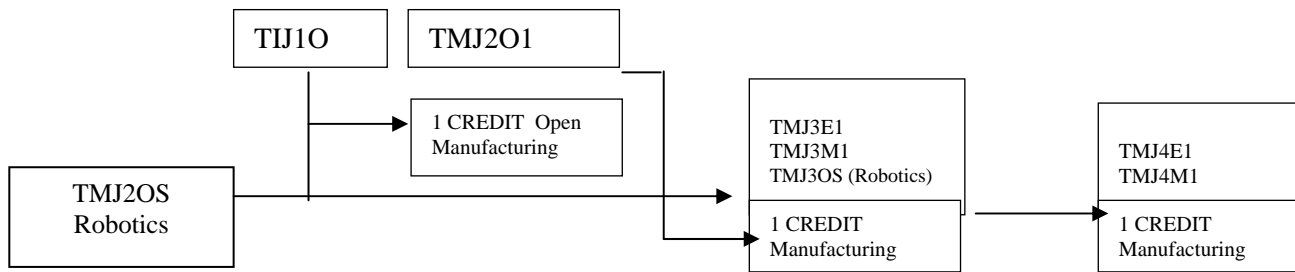 TIJ1O
TMJ2O1
1 CREDIT Open
Manufacturing
TMJ2OS
Robotics
TMJ3E1
TMJ3M1
TMJ3OS (Robotics)
1 CREDIT
Manufacturing
TMJ4E1
TMJ4M1
1 CREDIT
Manufacturing